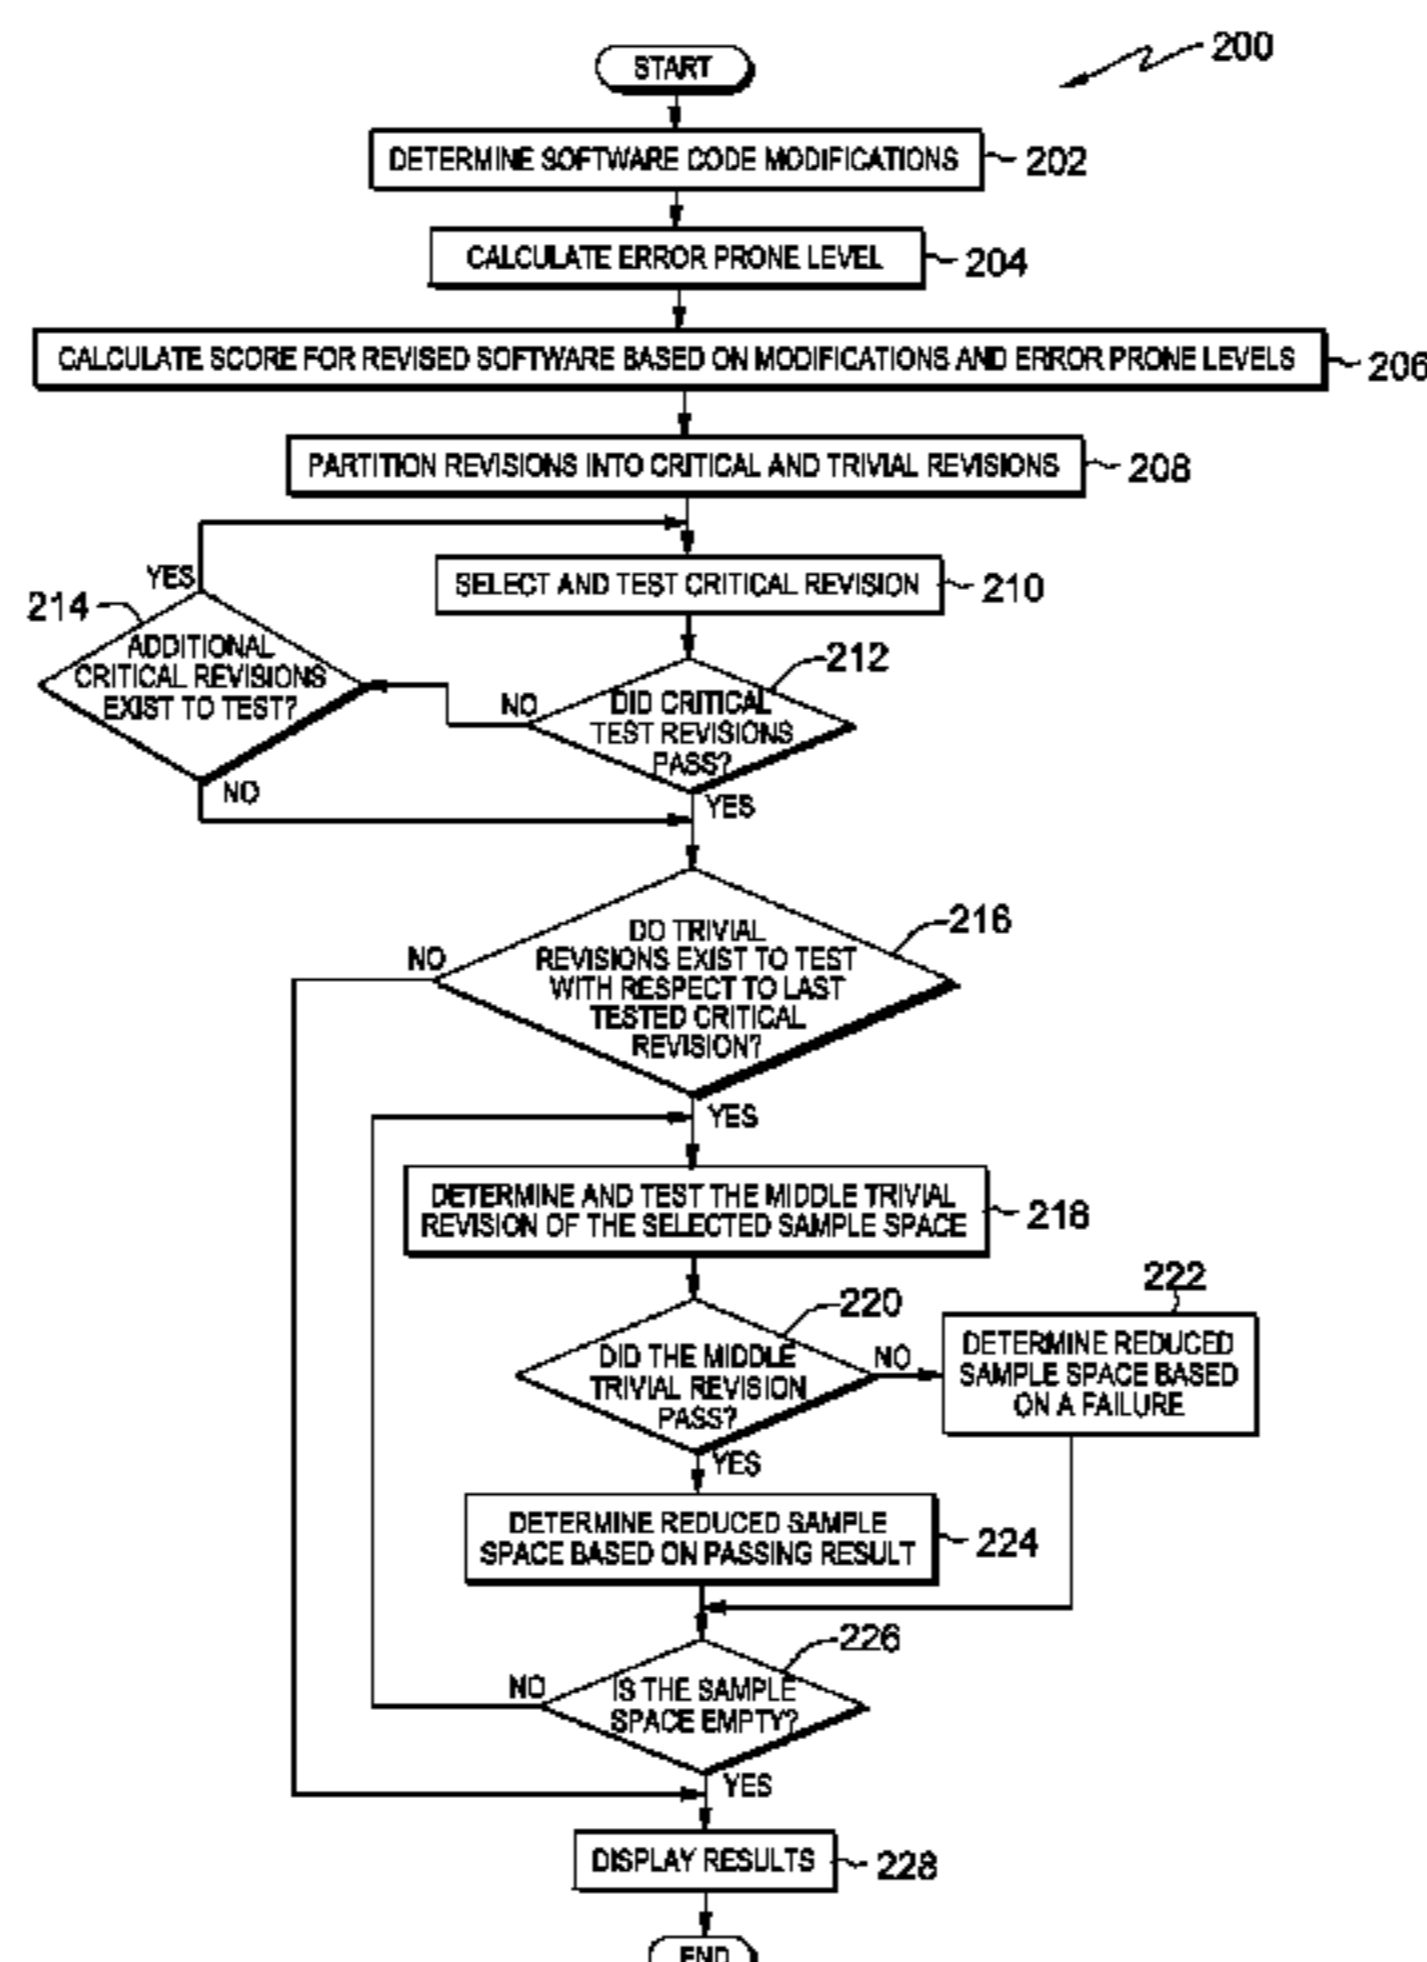 200
START
DETERMINE SOFTWARE CODE MODIFICATIONS
202
CALCULATE ERROR PRONE LEVEL
204
CALCULATE SCORE FOR REVISED SOFTWARE BASED ON MODIFICATIONS AND ERROR PRONE LEVELS
206
PARTITION REVISIONS INTO CRITICAL AND TRIVIAL REVISIONS
208
SELECT AND TEST CRITICAL REVISION
210
YES
214
ADDITIONAL
CRITICAL REVISIONS
EXIST TO TEST?
NO
212
DID CRITICAL
TEST REVISIONS
PASS?
NO
YES
216
DO TRIVIAL
REVISIONS EXIST TO TEST
WITH RESPECT TO LAST
TESTED CRITICAL
REVISION?
NO
YES
DETERMINE AND TEST THE MIDDLE TRIVIAL
REVISION OF THE SELECTED SAMPLE SPACE
218
220
DID THE MIDDLE
TRIVIAL REVISION
PASS?
NO
YES
222
DETERMINE REDUCED
SAMPLE SPACE BASED
ON A FAILURE
DETERMINE REDUCED SAMPLE
SPACE BASED ON PASSING RESULT
224
226
IS THE SAMPLE
SPACE EMPTY?
NO
YES
DISPLAY RESULTS
228
END